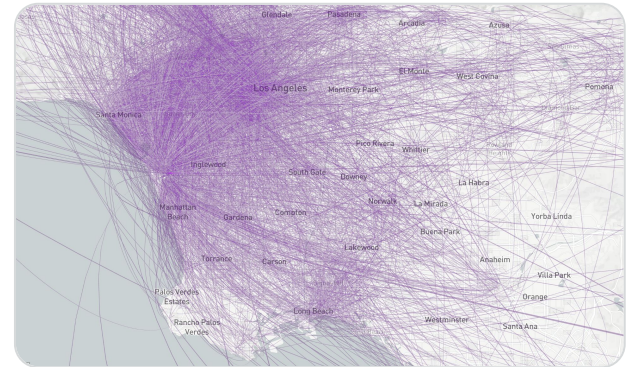 Glendale
Pasadena
Arcadia
Azusa
Los Angeles
Monterey Park
El Monte
West Covina
Pomona
Santa Monica
Inglewood
Pico Rivera
Whittier
South Gate
Downey
La Habra
Manhattan
Beach
Gardena
Compton
Norwalk
La Mirada
Yorba Linda
Buena Park
Lakewood
Torrance
Carson
Anaheim
Villa Park
Palos Verdes
Estates
Orange
Long Beach
Rancho Palos
Verdes
Westminster
Santa Ana